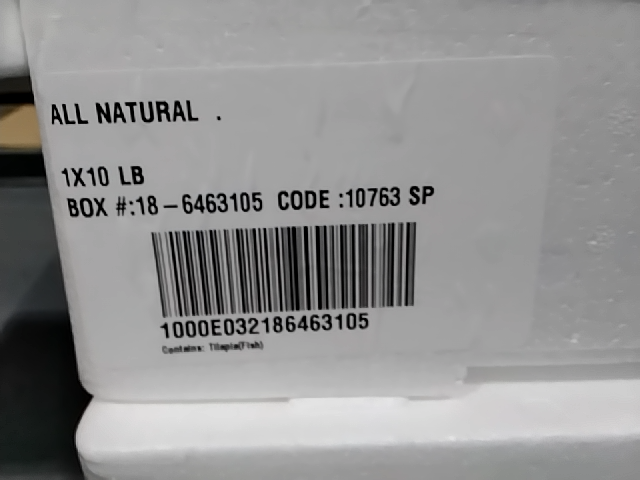 ALL NATURAL .
1X10 LB
BOX #:18-6463105 CODE :10763 SP
1000E032186463105
Contains: Tilapia(Fish)